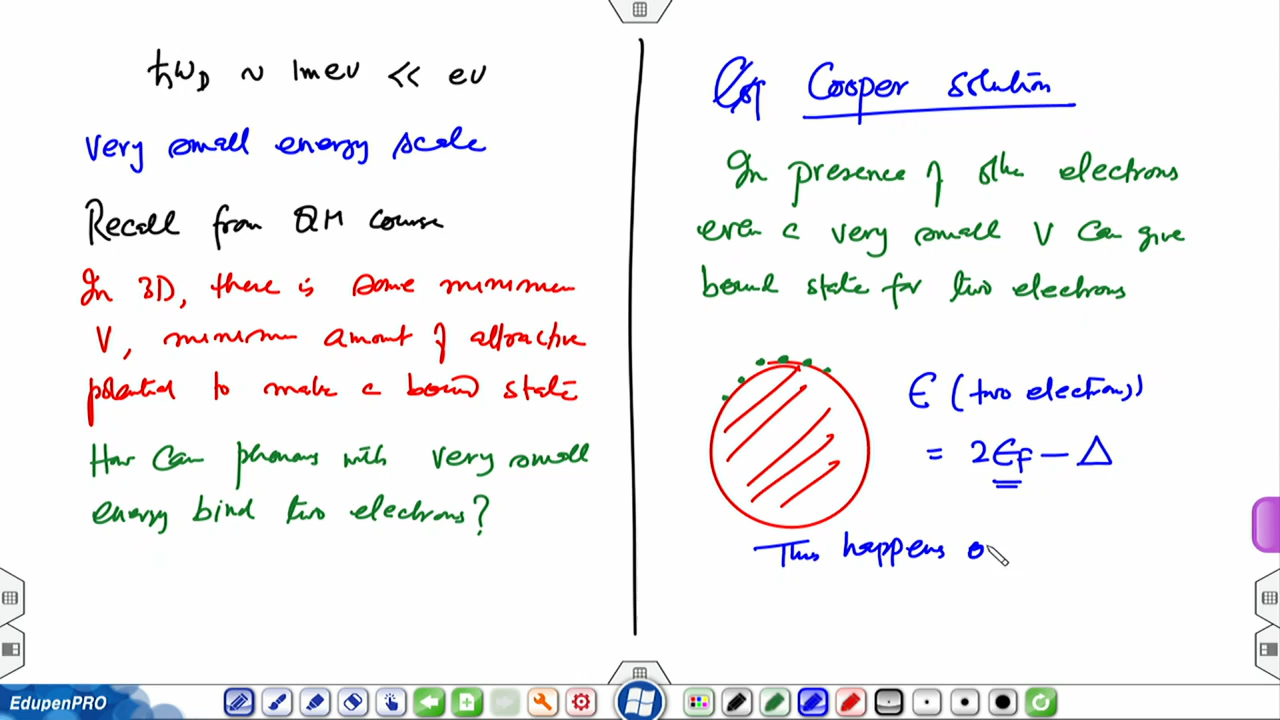 ħω_D ~ 1meV << eV
Very small energy scale
Recall from QM course
In 3D, there is some minimum
V, minimum amount of attractive
potential to make a bound state
How can phonons with very small
energy bind two electrons?
Cooper solution
In presence of other electrons
even a very small V can give
bound state for two electrons
E (two electrons)
= 2E_f − Δ
This happens o
EdupenPRO